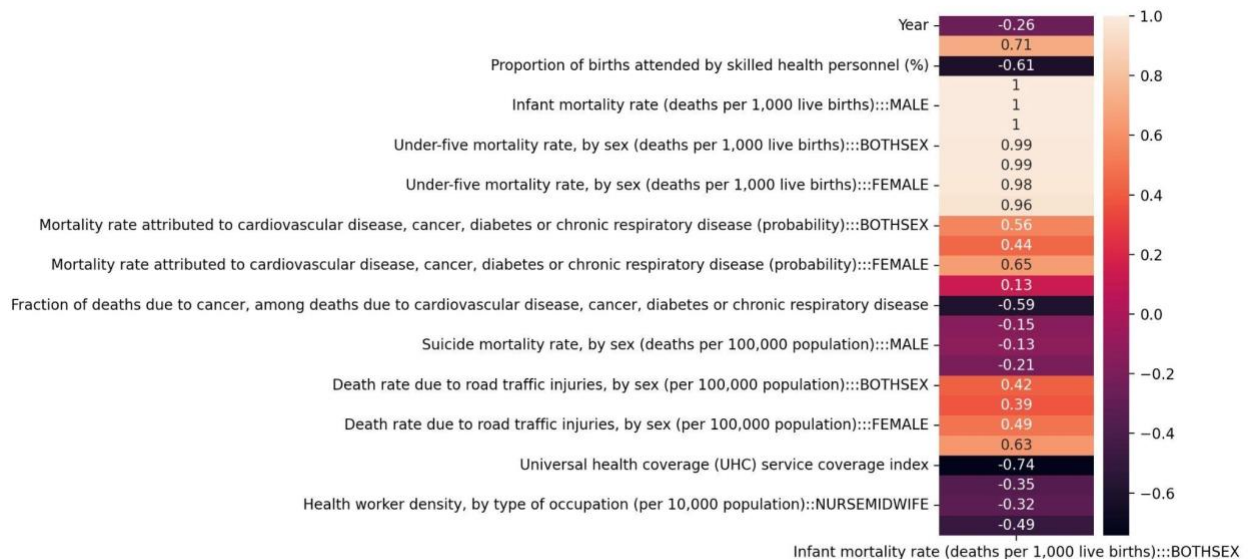 Year
-0.26
0.71
Proportion of births attended by skilled health personnel (%)
-0.61
1
Infant mortality rate (deaths per 1,000 live births):::MALE
1
1
Under-five mortality rate, by sex (deaths per 1,000 live births):::BOTHSEX
0.99
0.99
Under-five mortality rate, by sex (deaths per 1,000 live births):::FEMALE
0.98
0.96
Mortality rate attributed to cardiovascular disease, cancer, diabetes or chronic respiratory disease (probability):::BOTHSEX
0.56
0.44
Mortality rate attributed to cardiovascular disease, cancer, diabetes or chronic respiratory disease (probability):::FEMALE
0.65
0.13
Fraction of deaths due to cancer, among deaths due to cardiovascular disease, cancer, diabetes or chronic respiratory disease
-0.59
-0.15
Suicide mortality rate, by sex (deaths per 100,000 population):::MALE
-0.13
-0.21
Death rate due to road traffic injuries, by sex (per 100,000 population):::BOTHSEX
0.42
0.39
Death rate due to road traffic injuries, by sex (per 100,000 population):::FEMALE
0.49
0.63
Universal health coverage (UHC) service coverage index
-0.74
-0.35
Health worker density, by type of occupation (per 10,000 population)::NURSEMIDWIFE
-0.32
-0.49
Infant mortality rate (deaths per 1,000 live births):::BOTHSEX
1.0
0.8
0.6
0.4
0.2
0.0
−0.2
−0.4
−0.6